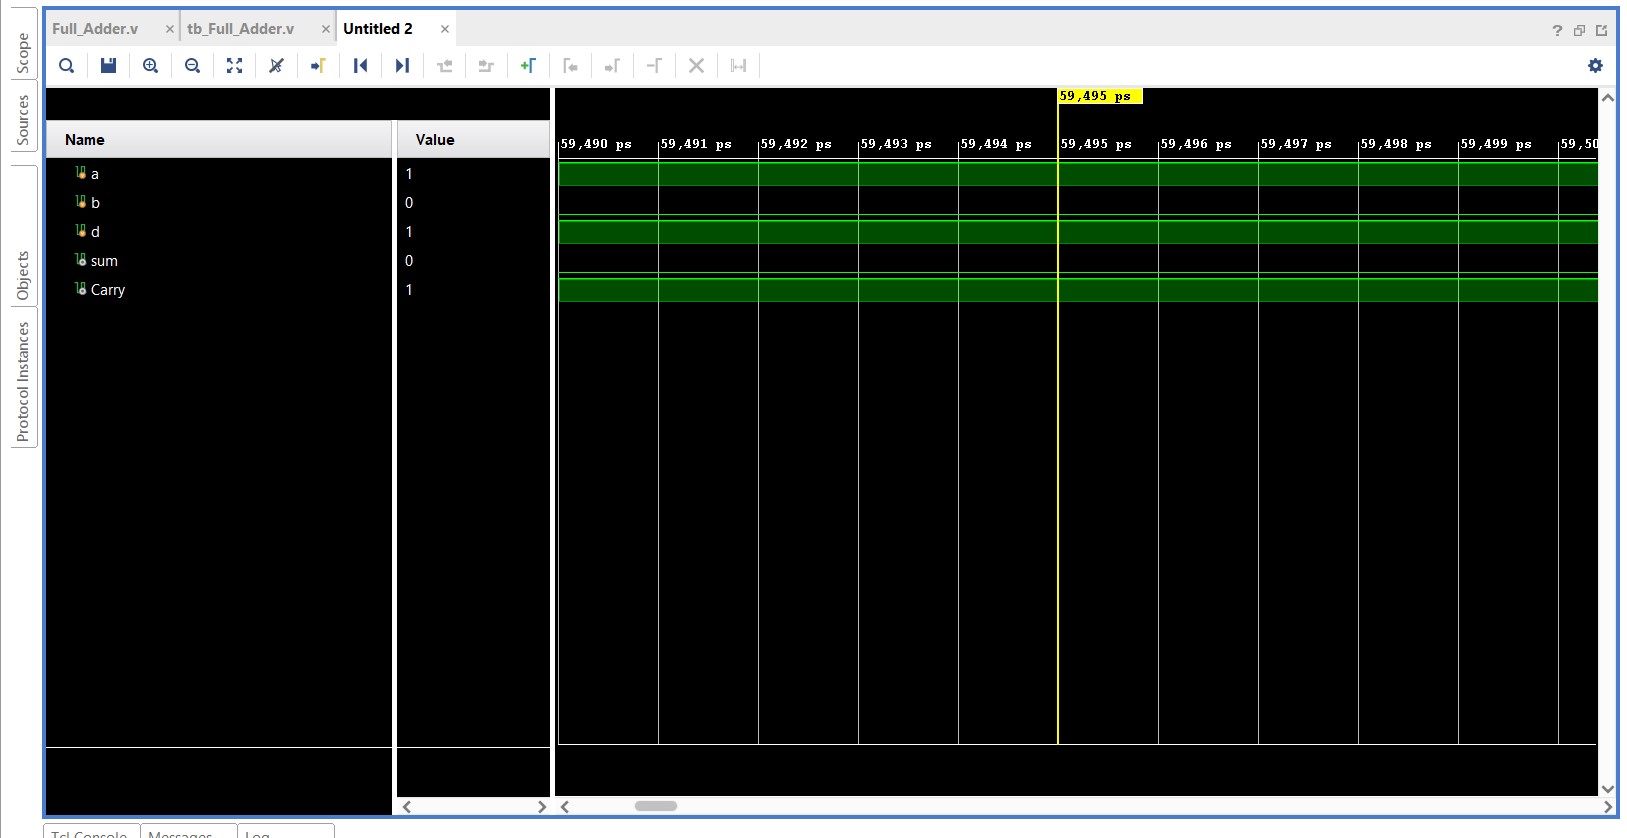 Scope
Sources
Objects
Protocol Instances
Full_Adder.v × tb_Full_Adder.v × Untitled 2 ×
?
59,495 ps
Name Value
59,490 ps 59,491 ps 59,492 ps 59,493 ps 59,494 ps 59,495 ps 59,496 ps 59,497 ps 59,498 ps 59,499 ps 59,50
a 1
b 0
d 1
sum 0
Carry 1
Tcl Console Messages Log